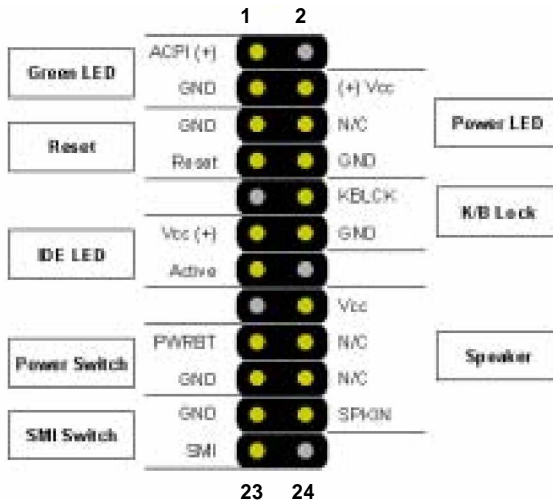 1 2
ACPI (+)
Green LED
GND
(+) Vcc
GND
N/C
Power LED
Reset
Reset
GND
KBLCK
K/B Lock
Vcc (+)
GND
IDE LED
Active
Vcc
PWRBT
N/C
Power Switch
Speaker
GND
N/C
GND
SPKIN
SMI Switch
SMI
23 24